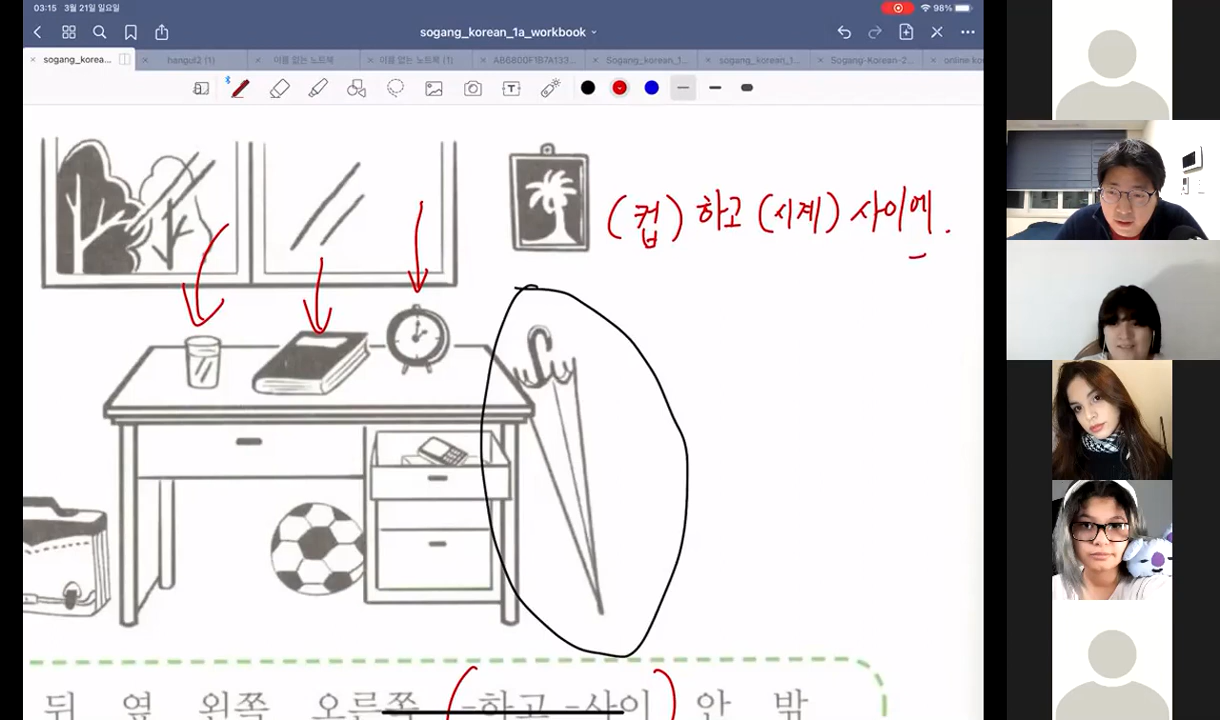 03:15 3월 21일 일요일
98%
sogang_korean_1a_workbook
sogang_korea...
hangul2 (1)
이름 없는 노트북
이름 없는 노트북 (1)
Sogang_korean_1...
sogang_korean_1...
Sogang-Korean-2...
online kor
T
(컵) 하고 (시계) 사이에.
뒤 옆 왼쪽 오른쪽 (-하고 -사이) 안 밖